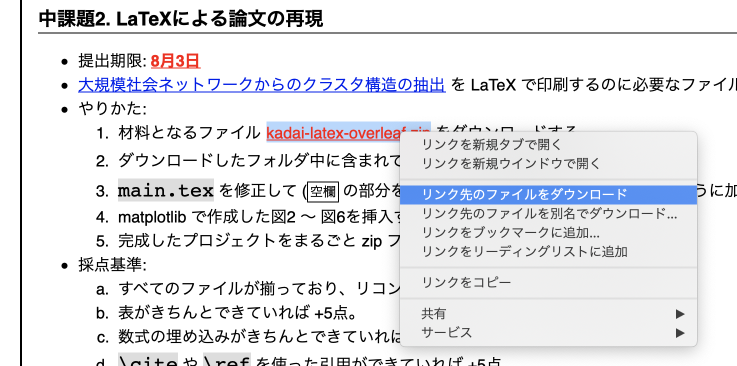 中課題2. LaTeXによる論文の再現
• 提出期限: 8月3日
• 大規模社会ネットワークからのクラスタ構造の抽出 を LaTeX で印刷するのに必要なファイル
• やりかた:
1. 材料となるファイル kadai-latex-overleaf.zip をダウンロードする
2. ダウンロードしたフォルダ中に含まれて
3. main.tex を修正して (空欄 の部分を
うに加
4. matplotlib で作成した図2 ～ 図6を挿入す
5. 完成したプロジェクトをまるごと zip フ
• 採点基準:
a. すべてのファイルが揃っており、リコン
b. 表がきちんとできていれば +5点。
c. 数式の埋め込みがきちんとできていれは
d. \cite や \ref を使った引用ができていれば +5点
リンクを新規タブで開く
リンクを新規ウインドウで開く
リンク先のファイルをダウンロード
リンク先のファイルを別名でダウンロード...
リンクをブックマークに追加...
リンクをリーディングリストに追加
リンクをコピー
共有
サービス